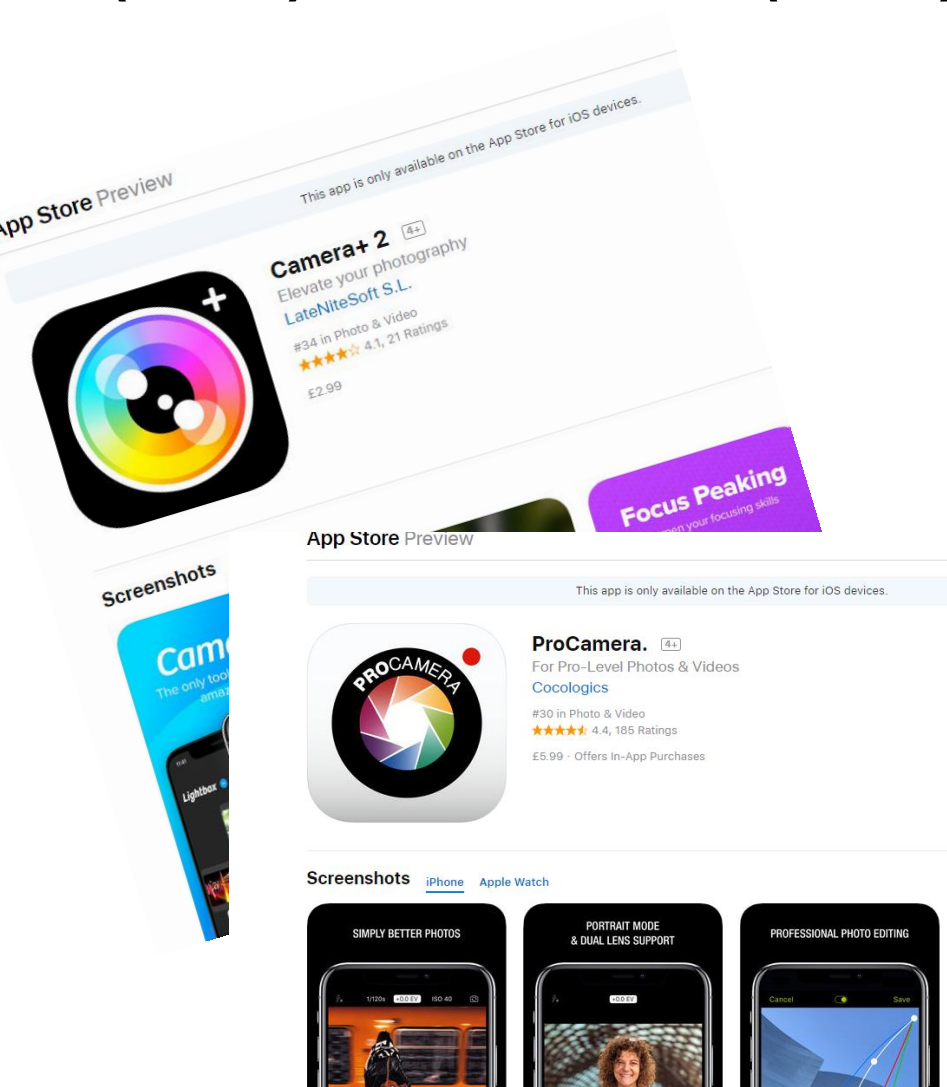 App Store Preview
This app is only available on the App Store for iOS devices.
Camera+ 2 4+
Elevate your photography
LateNiteSoft S.L.
#34 in Photo & Video
4.1, 21 Ratings
£2.99
Focus Peaking
your focusing skills
Screenshots
The only
Lightbox
App Store Preview
This app is only available on the App Store for iOS devices.
ProCamera. 4+
For Pro-Level Photos & Videos
Cocologics
#30 in Photo & Video
4.4, 185 Ratings
£5.99 · Offers In-App Purchases
PROCAMERA
Screenshots iPhone Apple Watch
SIMPLY BETTER PHOTOS
1/120s +0.0 EV ISO 40
PORTRAIT MODE
& DUAL LENS SUPPORT
+0.0 EV
PROFESSIONAL PHOTO EDITING
Cancel Save